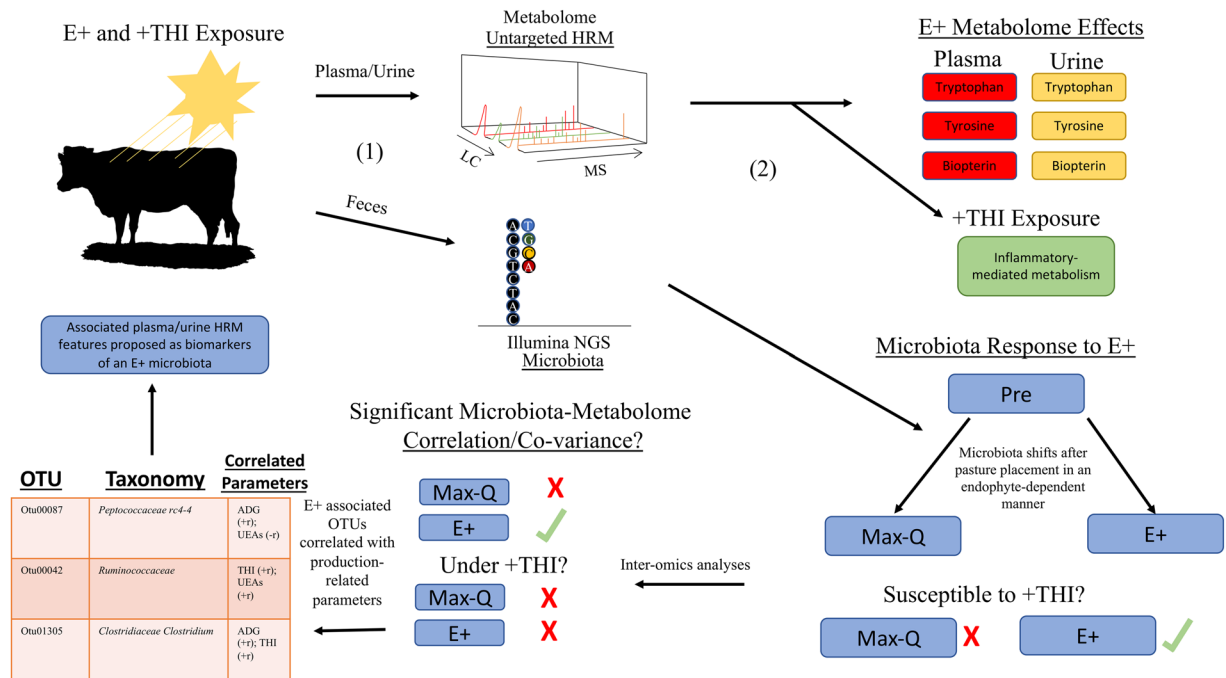 E+ and +THI Exposure
Plasma/Urine
(1)
Feces
Metabolome
Untargeted HRM
LC
MS
A T
C G
G C
T A
C
T
A
C
Illumina NGS
Microbiota
(2)
E+ Metabolome Effects
Plasma Urine
Tryptophan Tryptophan
Tyrosine Tyrosine
Biopterin Biopterin
+THI Exposure
Inflammatory-
mediated metabolism
Microbiota Response to E+
Pre
Microbiota shifts after
pasture placement in an
endophyte-dependent
manner
Max-Q
E+
Susceptible to +THI?
Max-Q X
E+
Inter-omics analyses
Significant Microbiota-Metabolome
Correlation/Co-variance?
Max-Q X
E+
Under +THI?
Max-Q X
E+ X
E+ associated
OTUs
correlated with
production-
related
parameters
OTU Taxonomy Correlated
Parameters
Otu00087 Peptococcaceae rc4-4 ADG
(+r);
UEAs (-r)
Otu00042 Ruminococcaceae THI (+r);
UEAs
(+r)
Otu01305 Clostridiaceae Clostridium ADG
(+r); THI
(+r)
Associated plasma/urine HRM
features proposed as biomarkers
of an E+ microbiota